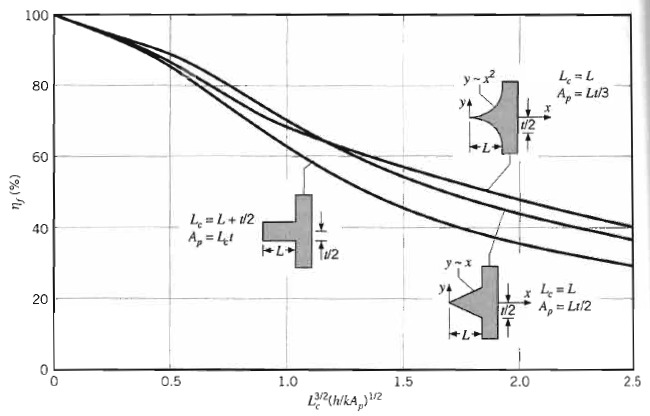 100
80
60
40
20
0
η_f (%)
0
0.5
1.0
1.5
2.0
2.5
L_c^{3/2}(h/kA_p)^{1/2}
y ~ x²
L_c = L
A_p = Lt/3
y
x
t/2
L
L_c = L + t/2
A_p = L_c t
t/2
L
y ~ x
y
x
L_c = L
A_p = Lt/2
t/2
L